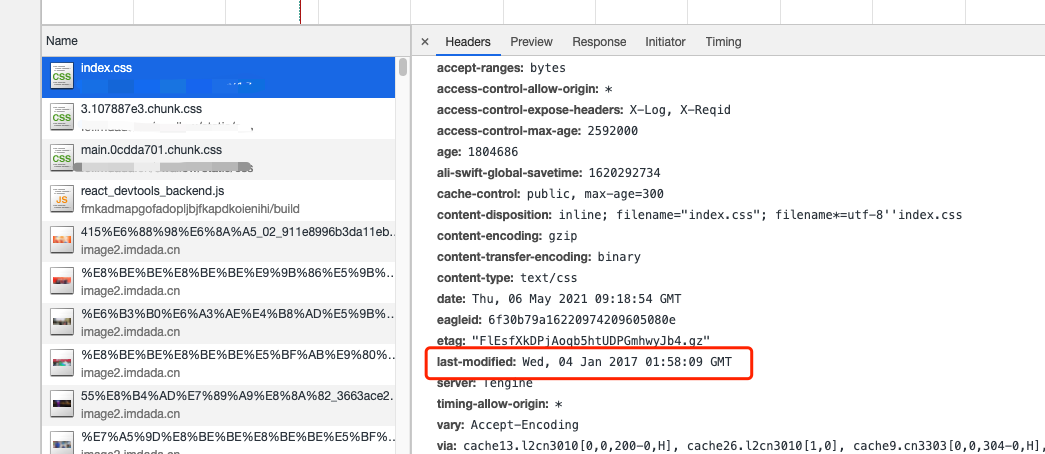 Name
× Headers Preview Response Initiator Timing
index.css
3.107887e3.chunk.css
main.0cdda701.chunk.css
react_devtools_backend.js
fmkadmapgofadopljbjfkapdkoienihi/build
415%E6%88%98%E6%8A%A5_02_911e8996b3da11eb...
image2.imdada.cn
%E8%BE%BE%E8%BE%BE%E9%9B%86%E5%9B%...
image2.imdada.cn
%E6%B3%B0%E6%A3%AE%E4%B8%AD%E5%9B%...
image2.imdada.cn
%E8%BE%BE%E8%BE%BE%E5%BF%AB%E9%80%...
image2.imdada.cn
55%E8%B4%AD%E7%89%A9%E8%8A%82_3663ace2...
image2.imdada.cn
%E7%A5%9D%E8%BE%BE%E8%BE%BE%E5%BF%...
accept-ranges: bytes
access-control-allow-origin: *
access-control-expose-headers: X-Log, X-Reqid
access-control-max-age: 2592000
age: 1804686
ali-swift-global-savetime: 1620292734
cache-control: public, max-age=300
content-disposition: inline; filename="index.css"; filename*=utf-8''index.css
content-encoding: gzip
content-transfer-encoding: binary
content-type: text/css
date: Thu, 06 May 2021 09:18:54 GMT
eagleid: 6f30b79a16220974209605080e
etag: "FlEsfXkDPjAoqb5htUDPGmhwyJb4.gz"
last-modified: Wed, 04 Jan 2017 01:58:09 GMT
server: Tengine
timing-allow-origin: *
vary: Accept-Encoding
via: cache13.l2cn3010[0,0,200-0,H], cache26.l2cn3010[1,0], cache9.cn3303[0,0,304-0,H],